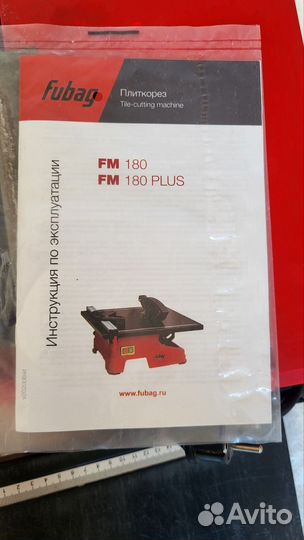 fubag
Плиткорез
Tile-cutting machine
FM 180
FM 180 PLUS
Инструкция по эксплуатации
www.fubag.ru
Avito